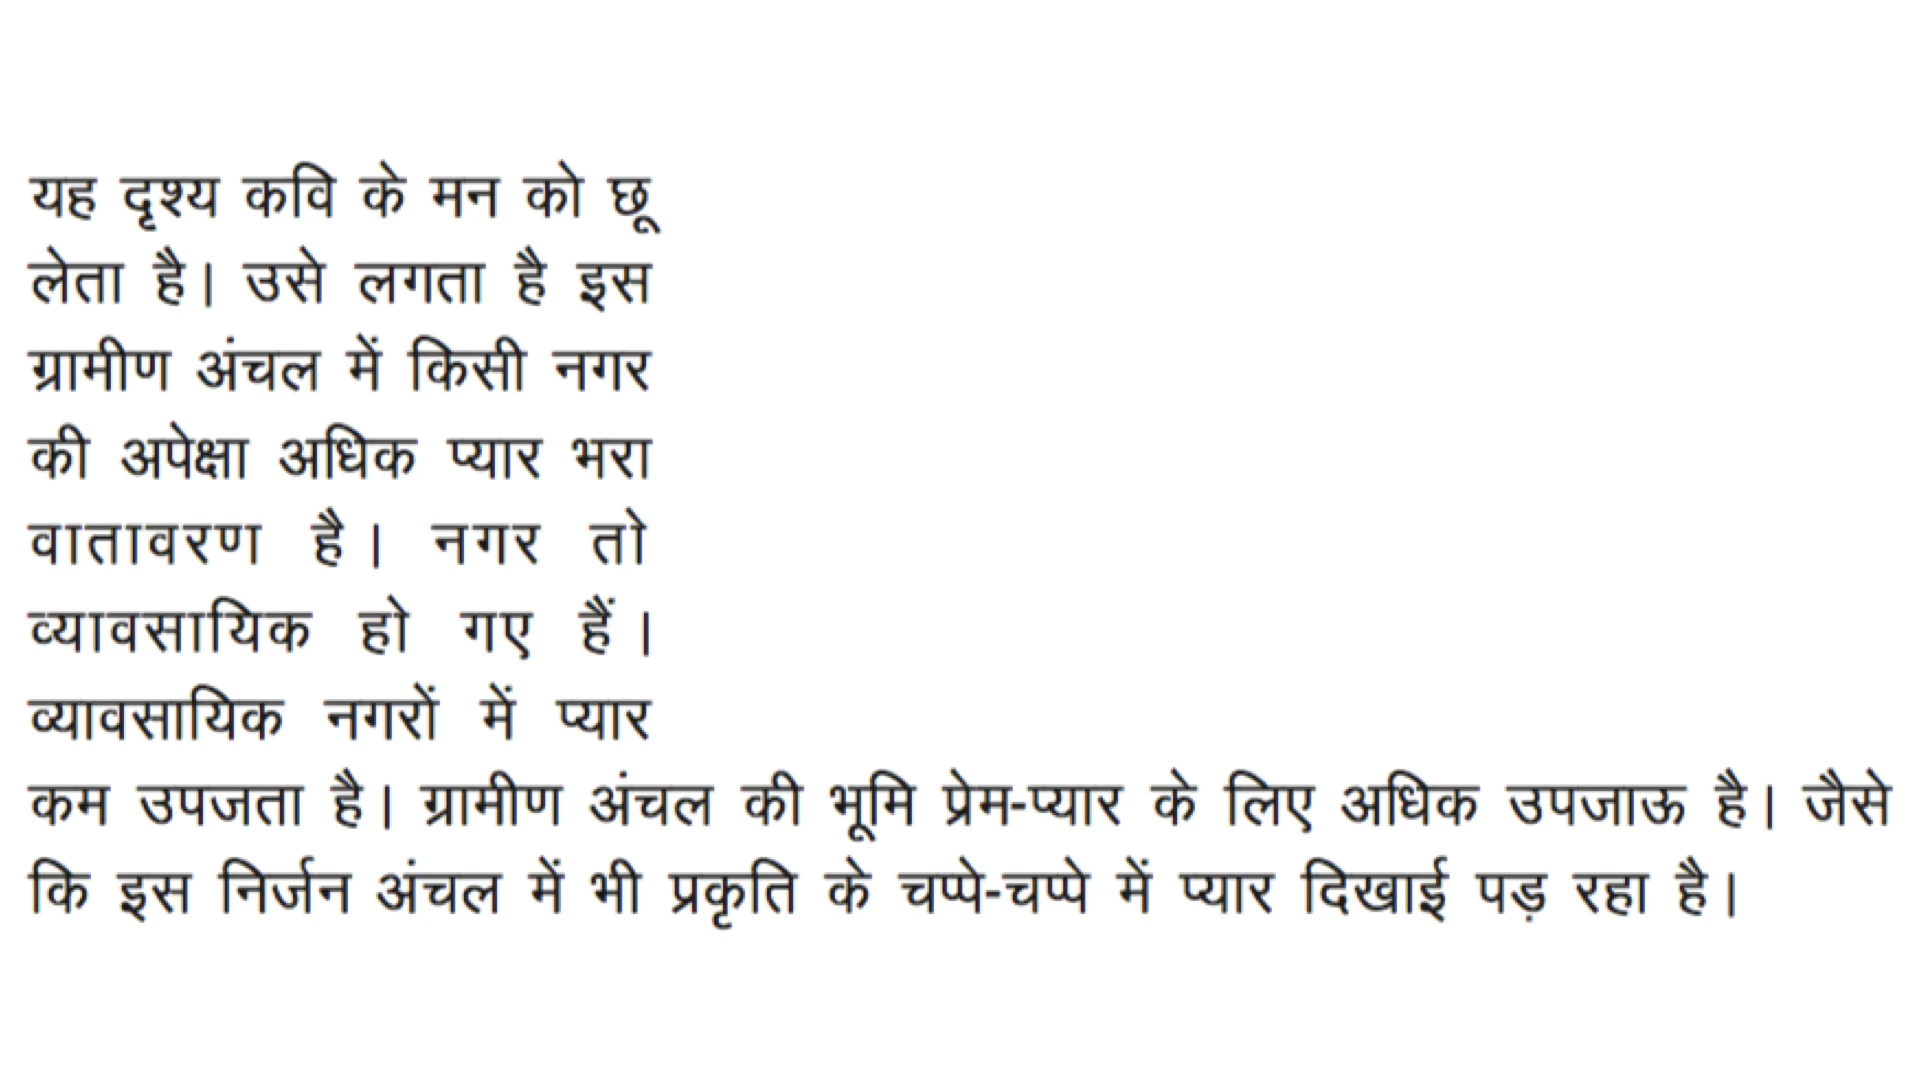 यह दृश्य कवि के मन को छू
लेता है। उसे लगता है इस
ग्रामीण अंचल में किसी नगर
की अपेक्षा अधिक प्यार भरा
वातावरण है। नगर तो
व्यावसायिक हो गए हैं।
व्यावसायिक नगरों में प्यार
कम उपजता है। ग्रामीण अंचल की भूमि प्रेम-प्यार के लिए अधिक उपजाऊ है। जैसे
कि इस निर्जन अंचल में भी प्रकृति के चप्पे-चप्पे में प्यार दिखाई पड़ रहा है।